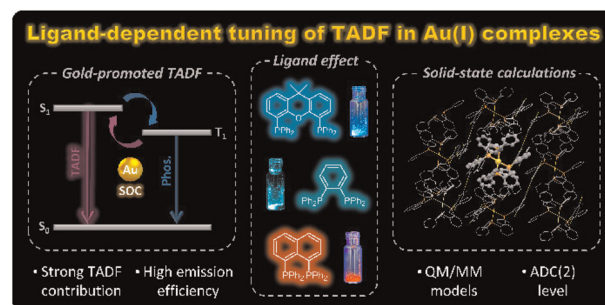 Ligand-dependent tuning of TADF in Au(I) complexes
Gold-promoted TADF
S1
T1
TADF
Au
SOC
Phos.
S0
• Strong TADF contribution
• High emission efficiency
Ligand effect
O
PPh2
PPh2
Ph2P
PPh2
PPh2 PPh2
Solid-state calculations
• QM/MM models
• ADC(2) level